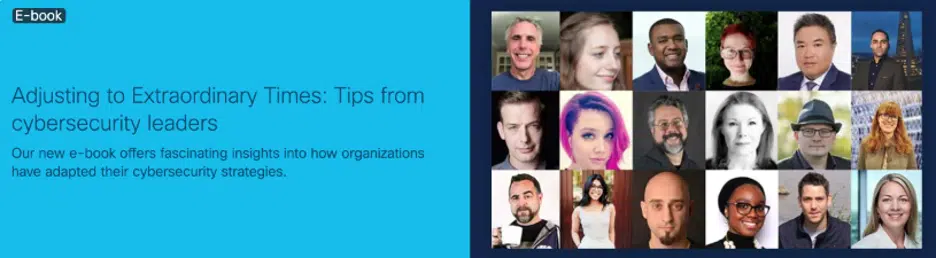 E-book
Adjusting to Extraordinary Times: Tips from
cybersecurity leaders
Our new e-book offers fascinating insights into how organizations
have adapted their cybersecurity strategies.